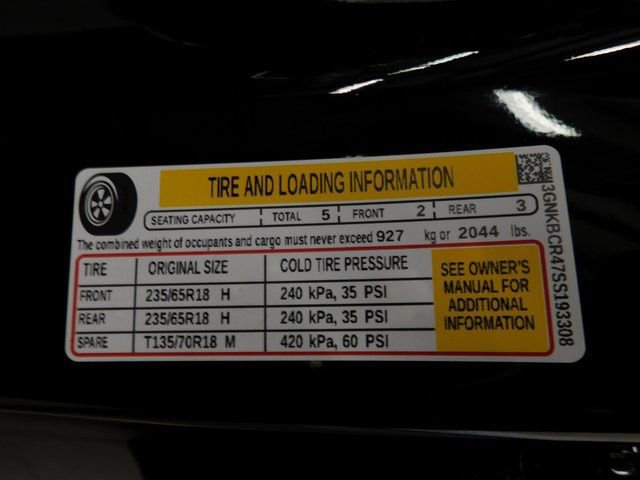 TIRE AND LOADING INFORMATION
SEATING CAPACITY TOTAL 5 FRONT 2 REAR 3
The combined weight of occupants and cargo must never exceed 927 kg or 2044 lbs.
TIRE ORIGINAL SIZE COLD TIRE PRESSURE
FRONT 235/65R18 H 240 kPa, 35 PSI
REAR 235/65R18 H 240 kPa, 35 PSI
SPARE T135/70R18 M 420 kPa, 60 PSI
SEE OWNER'S
MANUAL FOR
ADDITIONAL
INFORMATION
3GNKBCR47SS193308